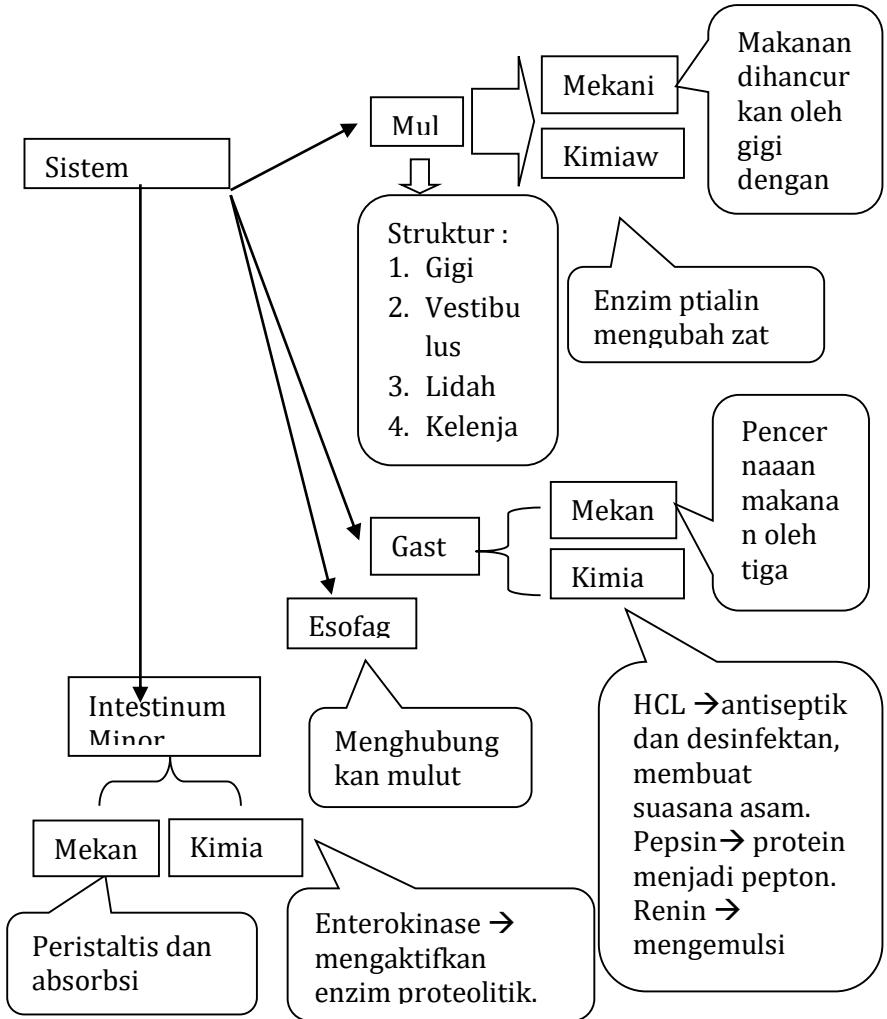 Sistem
Mul
Mekani
Kimiaw
Makanan
dihancur
kan oleh
gigi
dengan
Struktur :
1. Gigi
2. Vestibu
lus
3. Lidah
4. Kelenja
Enzim ptialin
mengubah zat
Gast
Mekan
Kimia
Pencer
naaan
makana
n oleh
tiga
Esofag
Menghubung
kan mulut
HCL →antiseptik
dan desinfektan,
membuat
suasana asam.
Pepsin→ protein
menjadi pepton.
Renin →
mengemulsi
Intestinum
Minor
Mekan
Kimia
Peristaltis dan
absorbsi
Enterokinase →
mengaktifkan
enzim proteolitik.